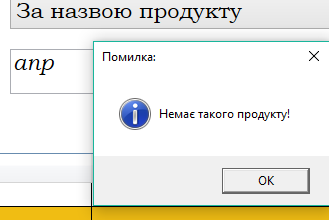 За назвою продукту
апр
Помилка:
Немає такого продукту!
OK